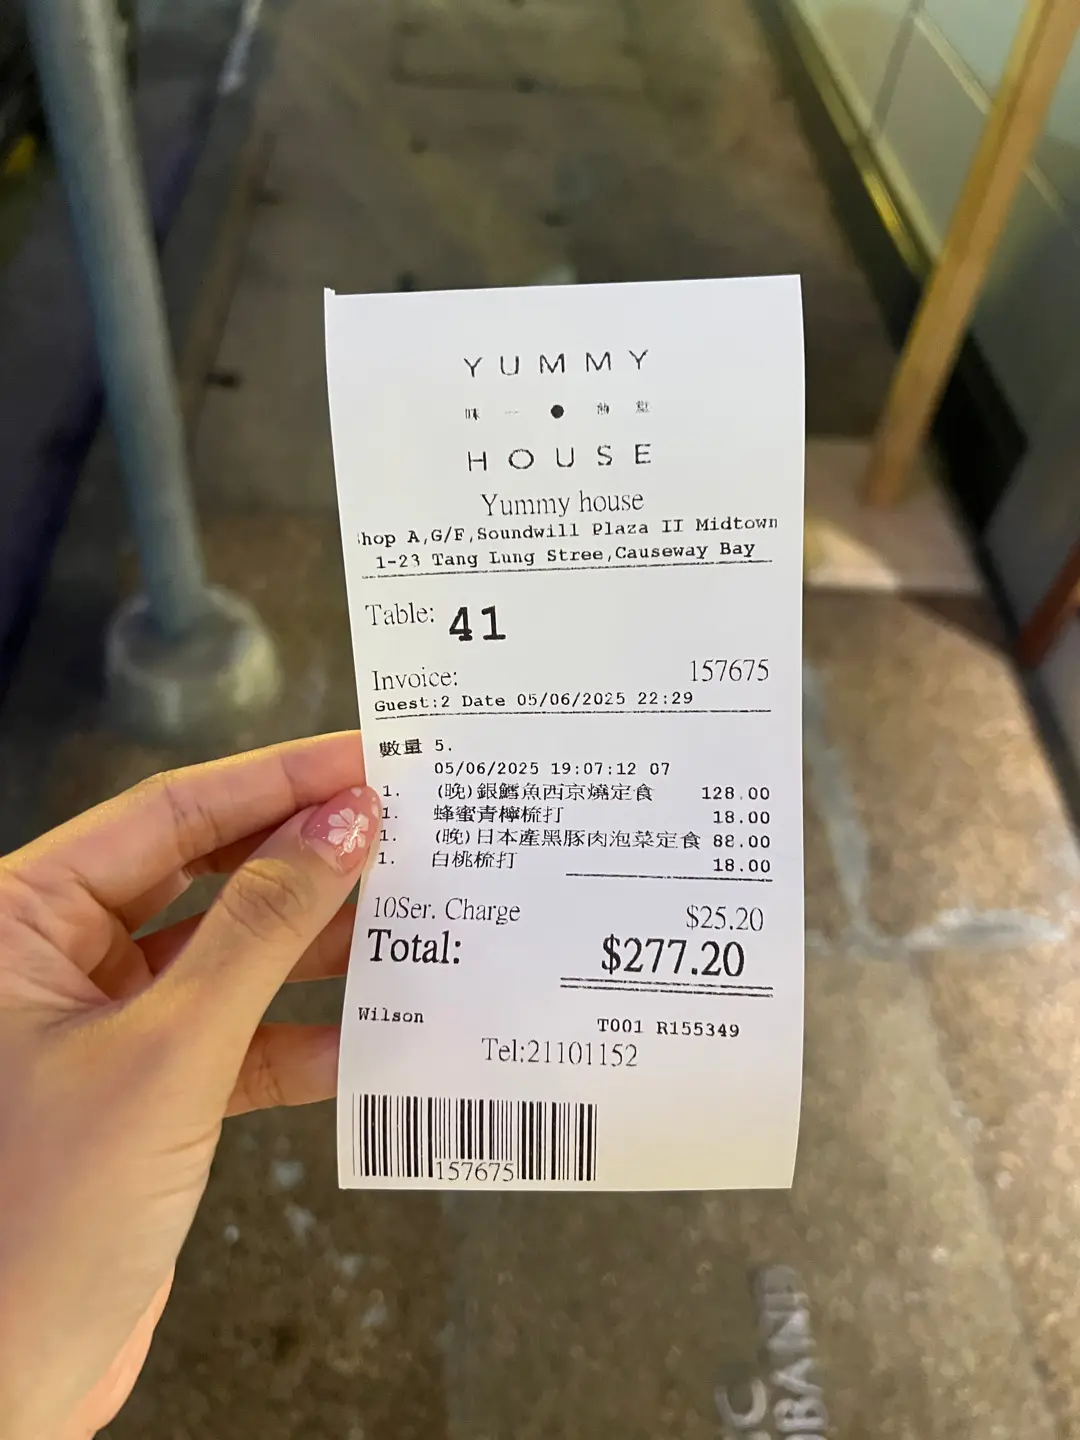 YUMMY
味 一 ● 麵 堂
HOUSE
Yummy house
hop A,G/F,Soundwill Plaza II Midtown
1-23 Tang Lung Stree,Causeway Bay
Table: 41
Invoice: 157675
Guest:2 Date 05/06/2025 22:29
數量 5.
05/06/2025 19:07:12 07
1. (晚)銀鱈魚西京燒定食 128.00
1. 蜂蜜青檸梳打 18.00
1. (晚)日本產黑豚肉泡菜定食 88.00
1. 白桃梳打 18.00
10Ser. Charge $25.20
Total: $277.20
Wilson
T001 R155349
Tel:21101152
157675